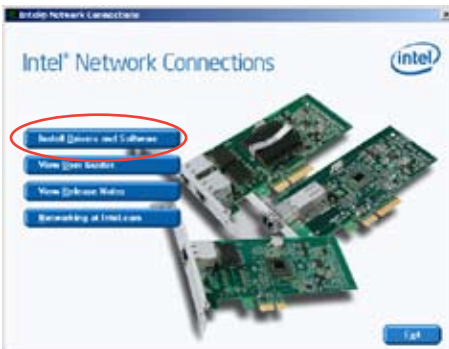 Intel® Network Connections
Intel® Network Connections
intel
Install Drivers and Software
View User Guides
View Release Notes
Networking at Intel.com
Exit